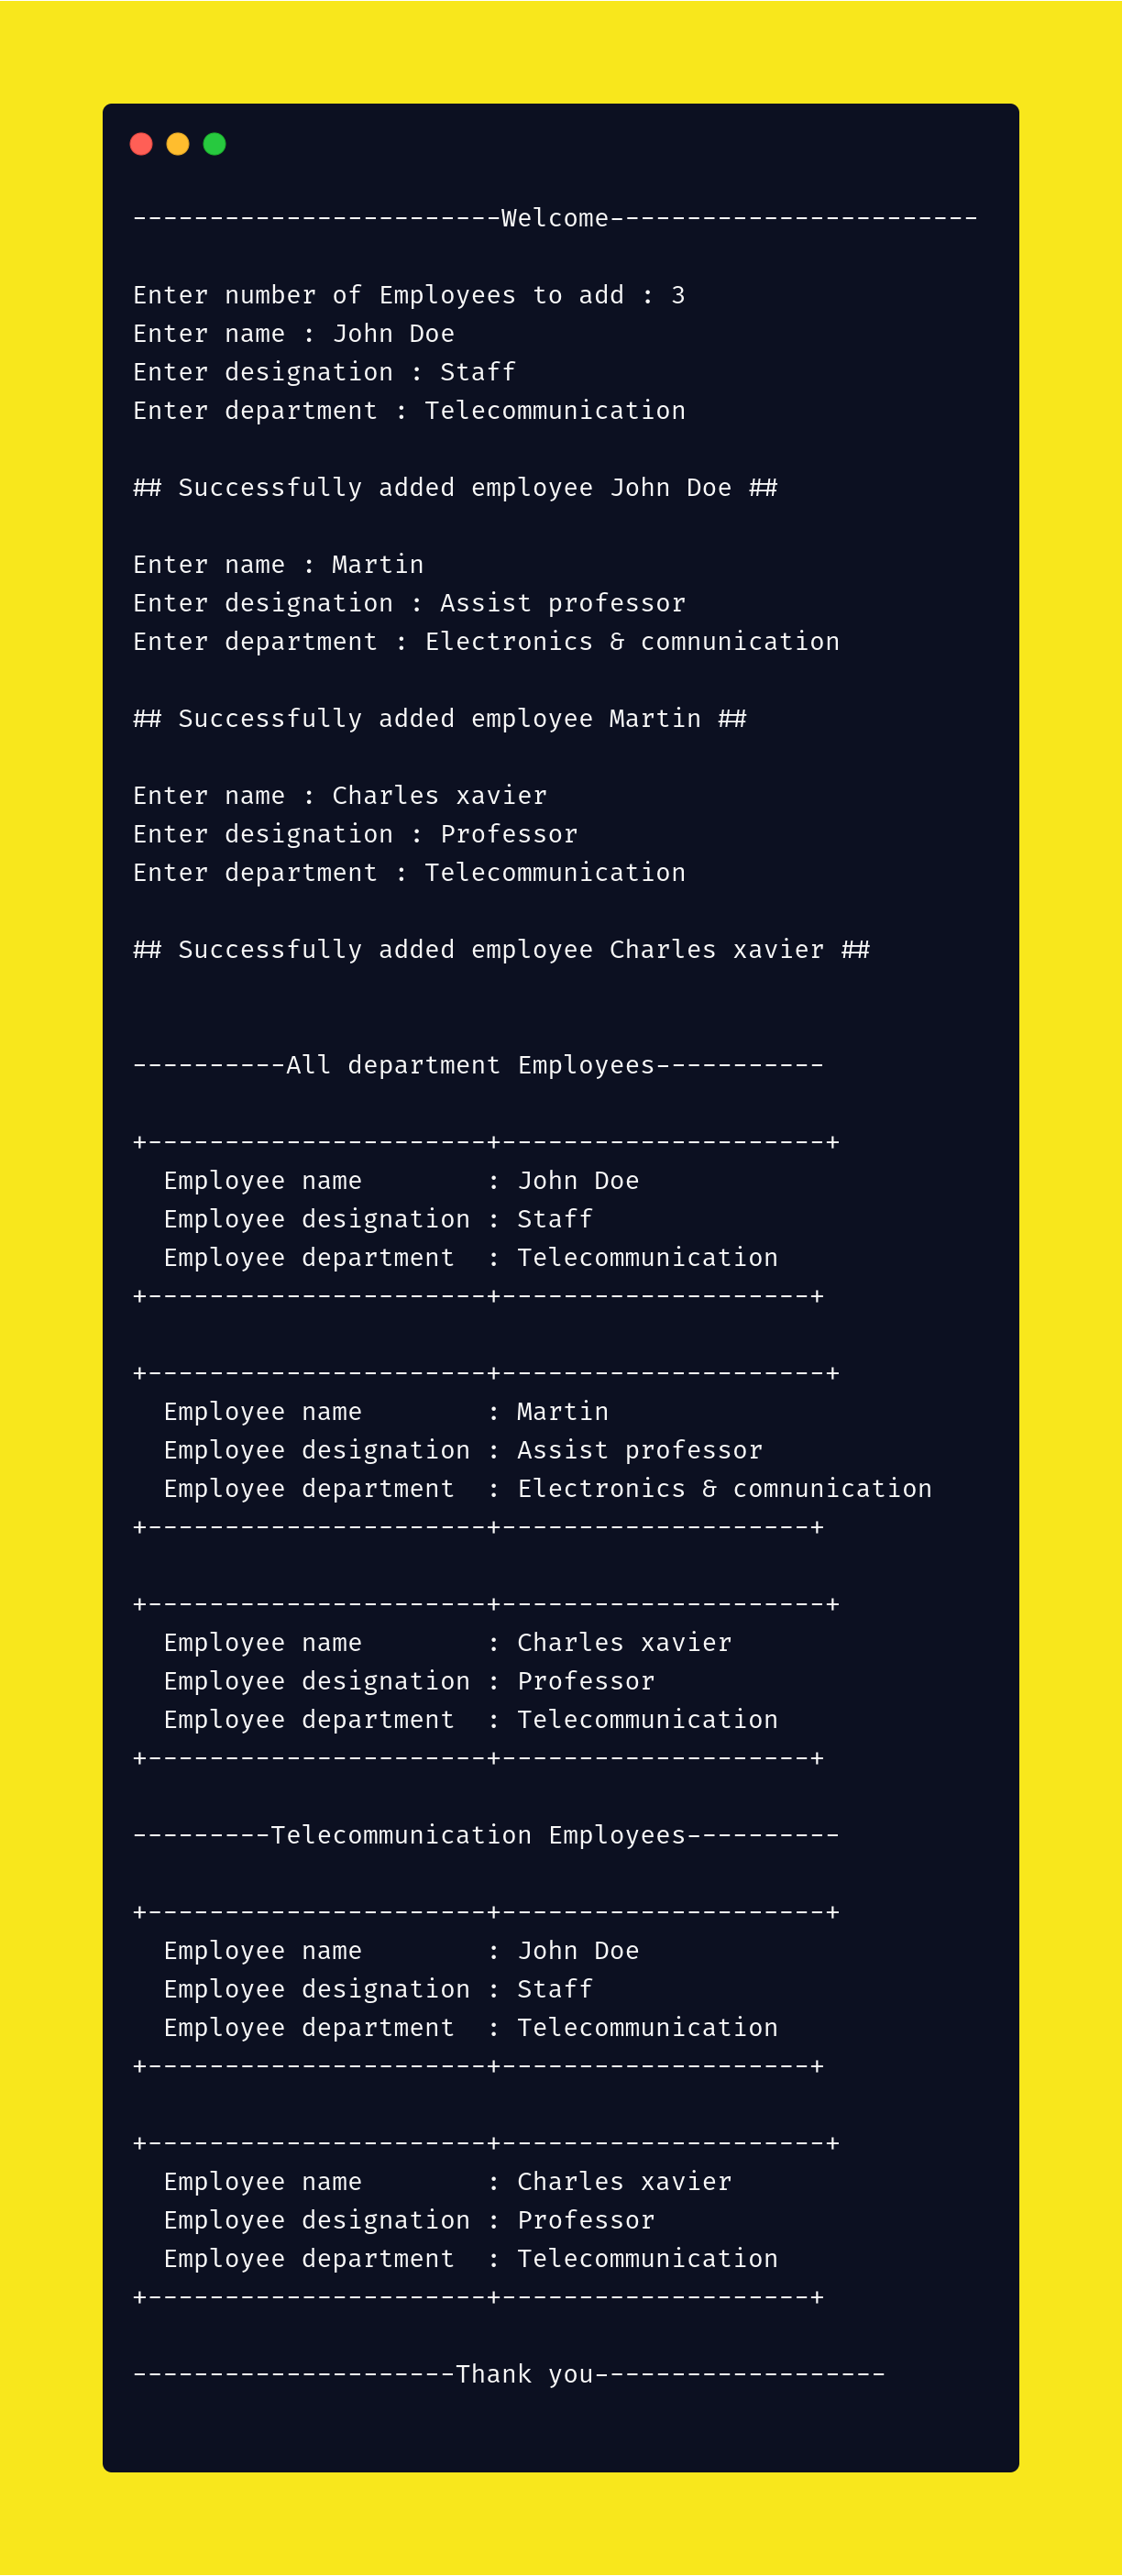 ------------------------Welcome------------------------
Enter number of Employees to add : 3
Enter name : John Doe
Enter designation : Staff
Enter department : Telecommunication
## Successfully added employee John Doe ##
Enter name : Martin
Enter designation : Assist professor
Enter department : Electronics & comnunication
## Successfully added employee Martin ##
Enter name : Charles xavier
Enter designation : Professor
Enter department : Telecommunication
## Successfully added employee Charles xavier ##
----------All department Employees-----------
+----------------------+---------------------+
  Employee name        : John Doe
  Employee designation : Staff
  Employee department  : Telecommunication
+----------------------+--------------------+
+----------------------+---------------------+
  Employee name        : Martin
  Employee designation : Assist professor
  Employee department  : Electronics & comnunication
+----------------------+--------------------+
+----------------------+---------------------+
  Employee name        : Charles xavier
  Employee designation : Professor
  Employee department  : Telecommunication
+----------------------+--------------------+
---------Telecommunication Employees----------
+----------------------+---------------------+
  Employee name        : John Doe
  Employee designation : Staff
  Employee department  : Telecommunication
+----------------------+--------------------+
+----------------------+---------------------+
  Employee name        : Charles xavier
  Employee designation : Professor
  Employee department  : Telecommunication
+----------------------+--------------------+
---------------------Thank you-------------------